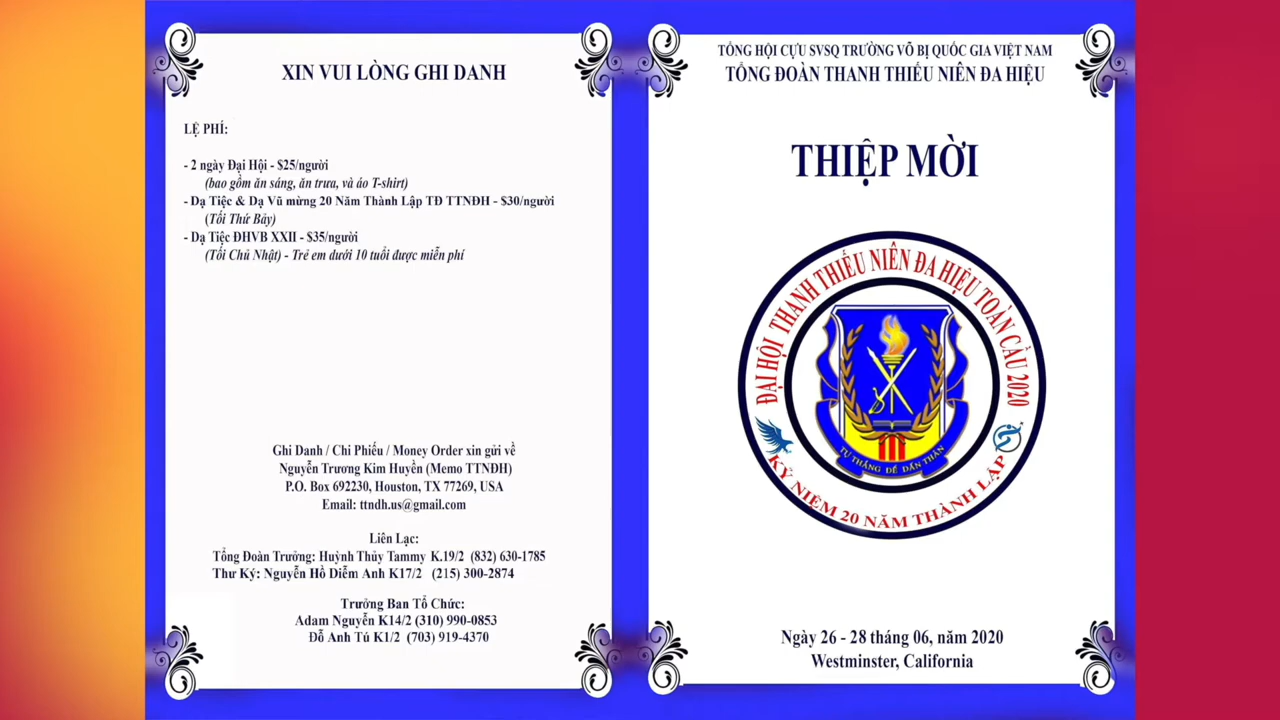 XIN VUI LÒNG GHI DANH
LỆ PHÍ:
- 2 ngày Đại Hội - $25/người
(bao gồm ăn sáng, ăn trưa, và áo T-shirt)
- Dạ Tiệc & Dạ Vũ mừng 20 Năm Thành Lập TĐ TTNĐH - $30/người
(Tối Thứ Bảy)
- Dạ Tiệc ĐHVB XXII - $35/người
(Tối Chủ Nhật) - Trẻ em dưới 10 tuổi được miễn phí
Ghi Danh / Chi Phiếu / Money Order xin gửi về
Nguyễn Trương Kim Huyền (Memo TTNĐH)
P.O. Box 692230, Houston, TX 77269, USA
Email: ttndh.us@gmail.com
Liên Lạc:
Tổng Đoàn Trưởng: Huỳnh Thủy Tammy K.19/2 (832) 630-1785
Thư Ký: Nguyễn Hồ Diễm Anh K17/2 (215) 300-2874
Trưởng Ban Tổ Chức:
Adam Nguyễn K14/2 (310) 990-0853
Đỗ Anh Tú K1/2 (703) 919-4370
TỔNG HỘI CỰU SVSQ TRƯỜNG VÕ BỊ QUỐC GIA VIỆT NAM
TỔNG ĐOÀN THANH THIẾU NIÊN ĐA HIỆU
THIỆP MỜI
ĐẠI HỘI THANH THIẾU NIÊN ĐA HIỆU TOÀN CẦU 2020
TỰ THẮNG ĐỂ DẪN THÂN
KỶ NIỆM 20 NĂM THÀNH LẬP
Ngày 26 - 28 tháng 06, năm 2020
Westminster, California